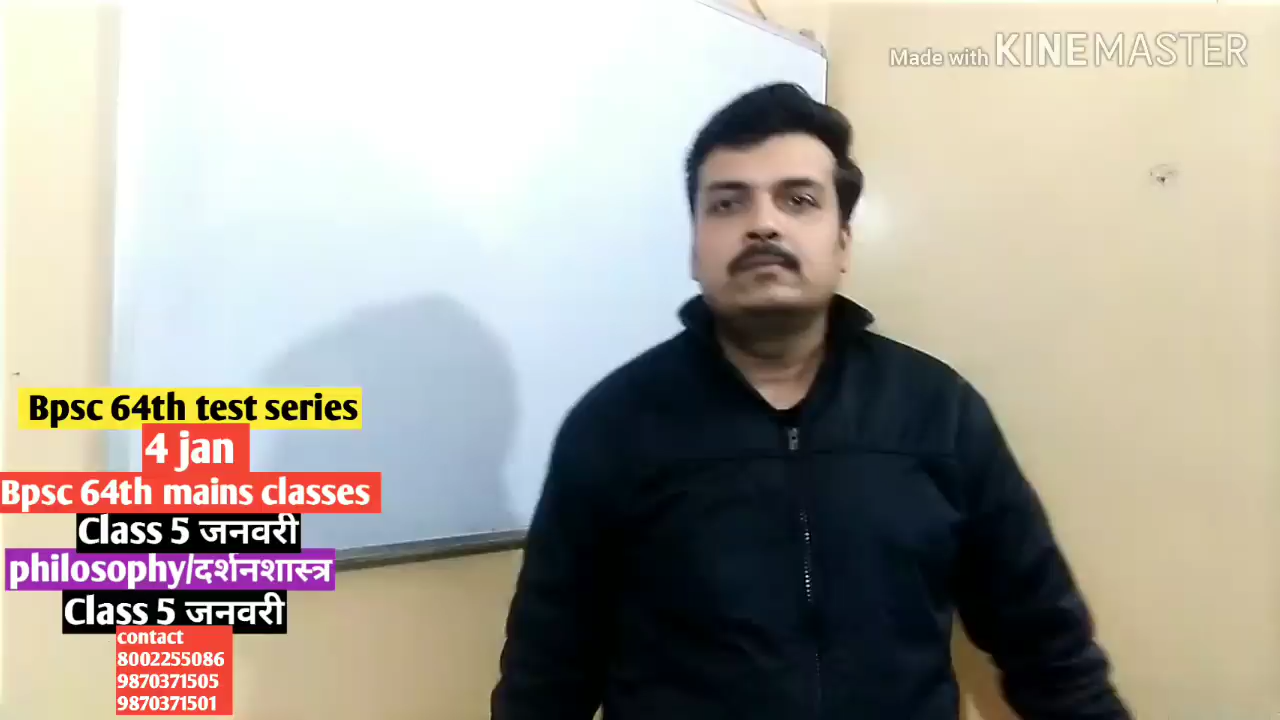 Made with KINEMASTER
Bpsc 64th test series
4 jan
Bpsc 64th mains classes
Class 5 जनवरी
philosophy/दर्शनशास्त्र
Class 5 जनवरी
contact
8002255086
9870371505
9870371501